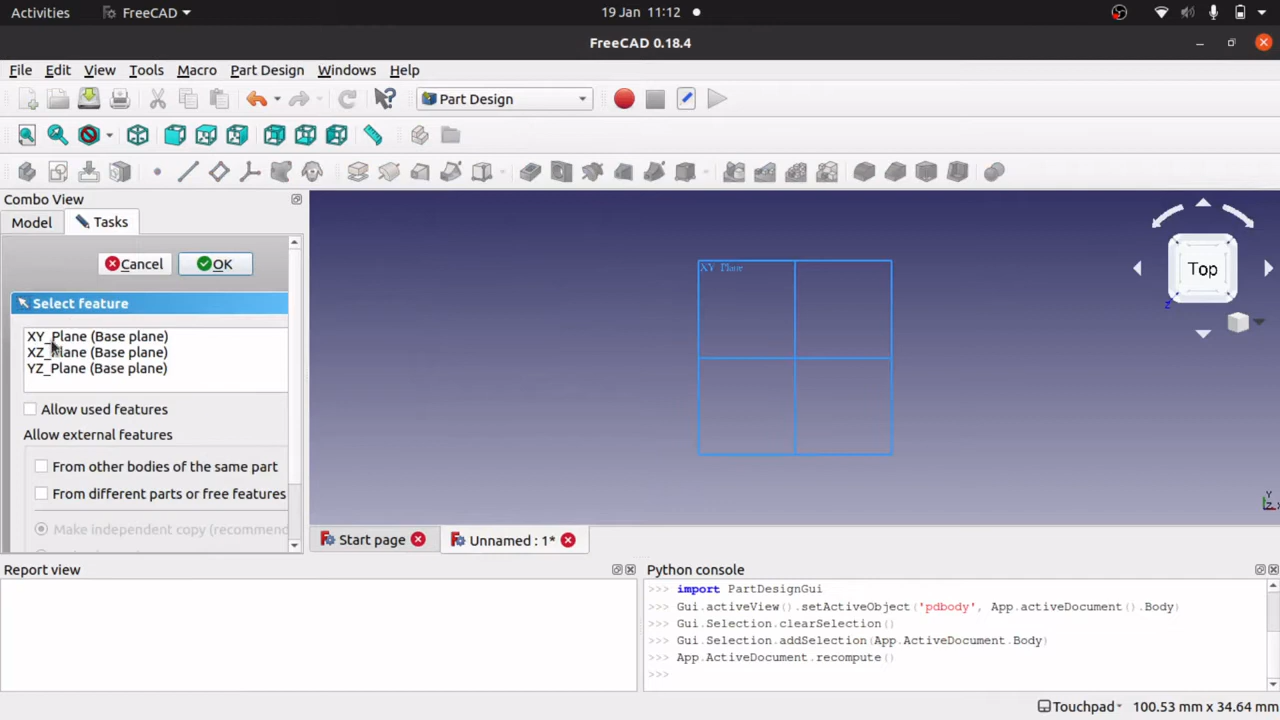 Activities FreeCAD 19 Jan 11:12
FreeCAD 0.18.4
File Edit View Tools Macro Part Design Windows Help
Part Design
Combo View
Model Tasks
Cancel OK
Select feature
XY_Plane (Base plane)
XZ_Plane (Base plane)
YZ_Plane (Base plane)
Allow used features
Allow external features
From other bodies of the same part
From different parts or free features
Make independent copy (recommend
XY Plane
Top
Z
Y
Z
X
Start page Unnamed : 1*
Report view
Python console
>>> import PartDesignGui
>>> Gui.activeView().setActiveObject('pdbody', App.activeDocument().Body)
>>> Gui.Selection.clearSelection()
>>> Gui.Selection.addSelection(App.ActiveDocument.Body)
>>> App.ActiveDocument.recompute()
>>>
Touchpad 100.53 mm x 34.64 mm